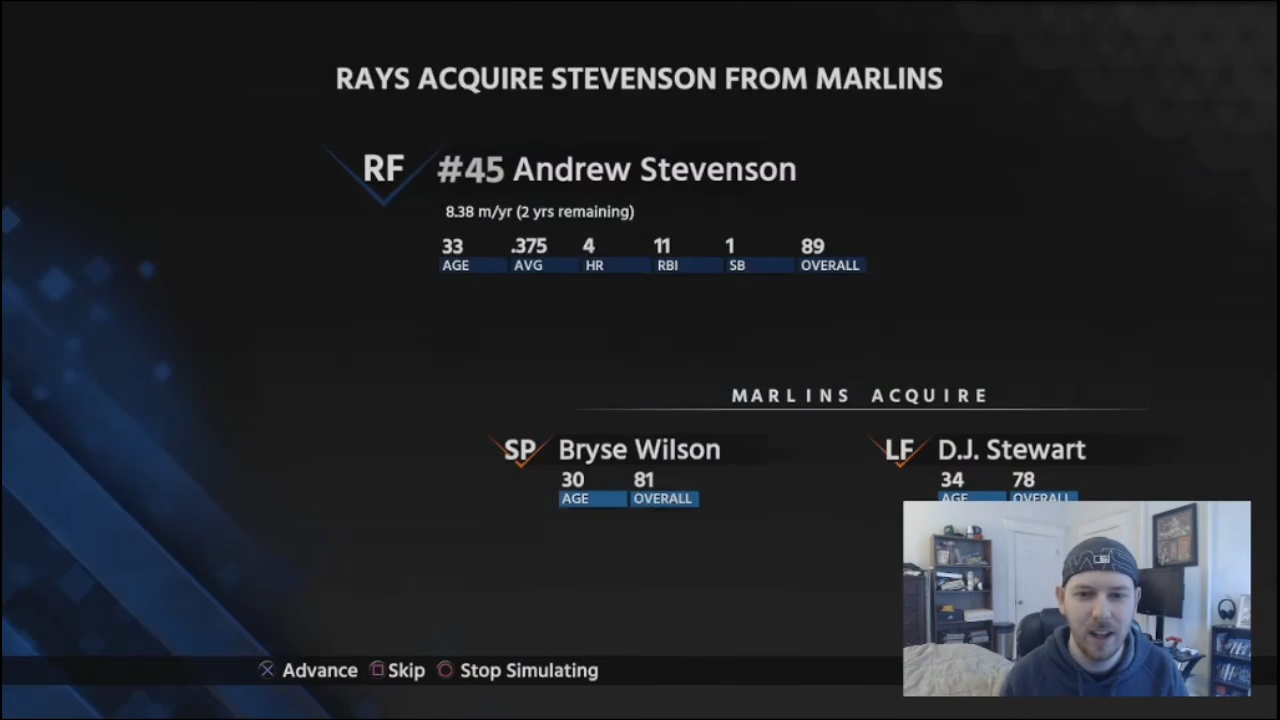 RAYS ACQUIRE STEVENSON FROM MARLINS
RF #45 Andrew Stevenson
8.38 m/yr (2 yrs remaining)
33 .375 4 11 1 89
AGE AVG HR RBI SB OVERALL
MARLINS ACQUIRE
SP Bryse Wilson LF D.J. Stewart
30 81 34 78
AGE OVERALL AGE OVERALL
Advance Skip Stop Simulating